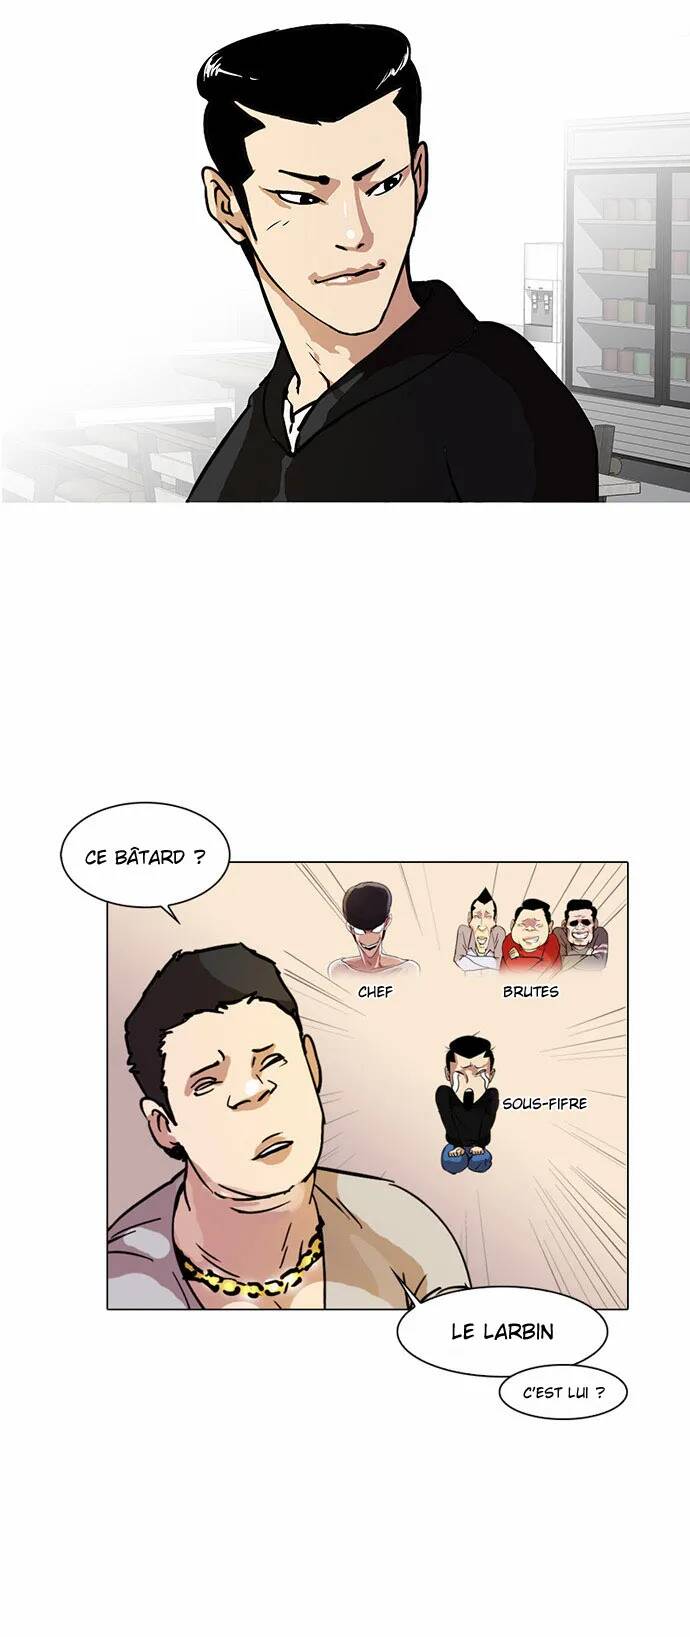 CE BÂTARD ?
CHEF
BRUTES
SOUS-FIFRE
LE LARBIN
C'EST LUI ?